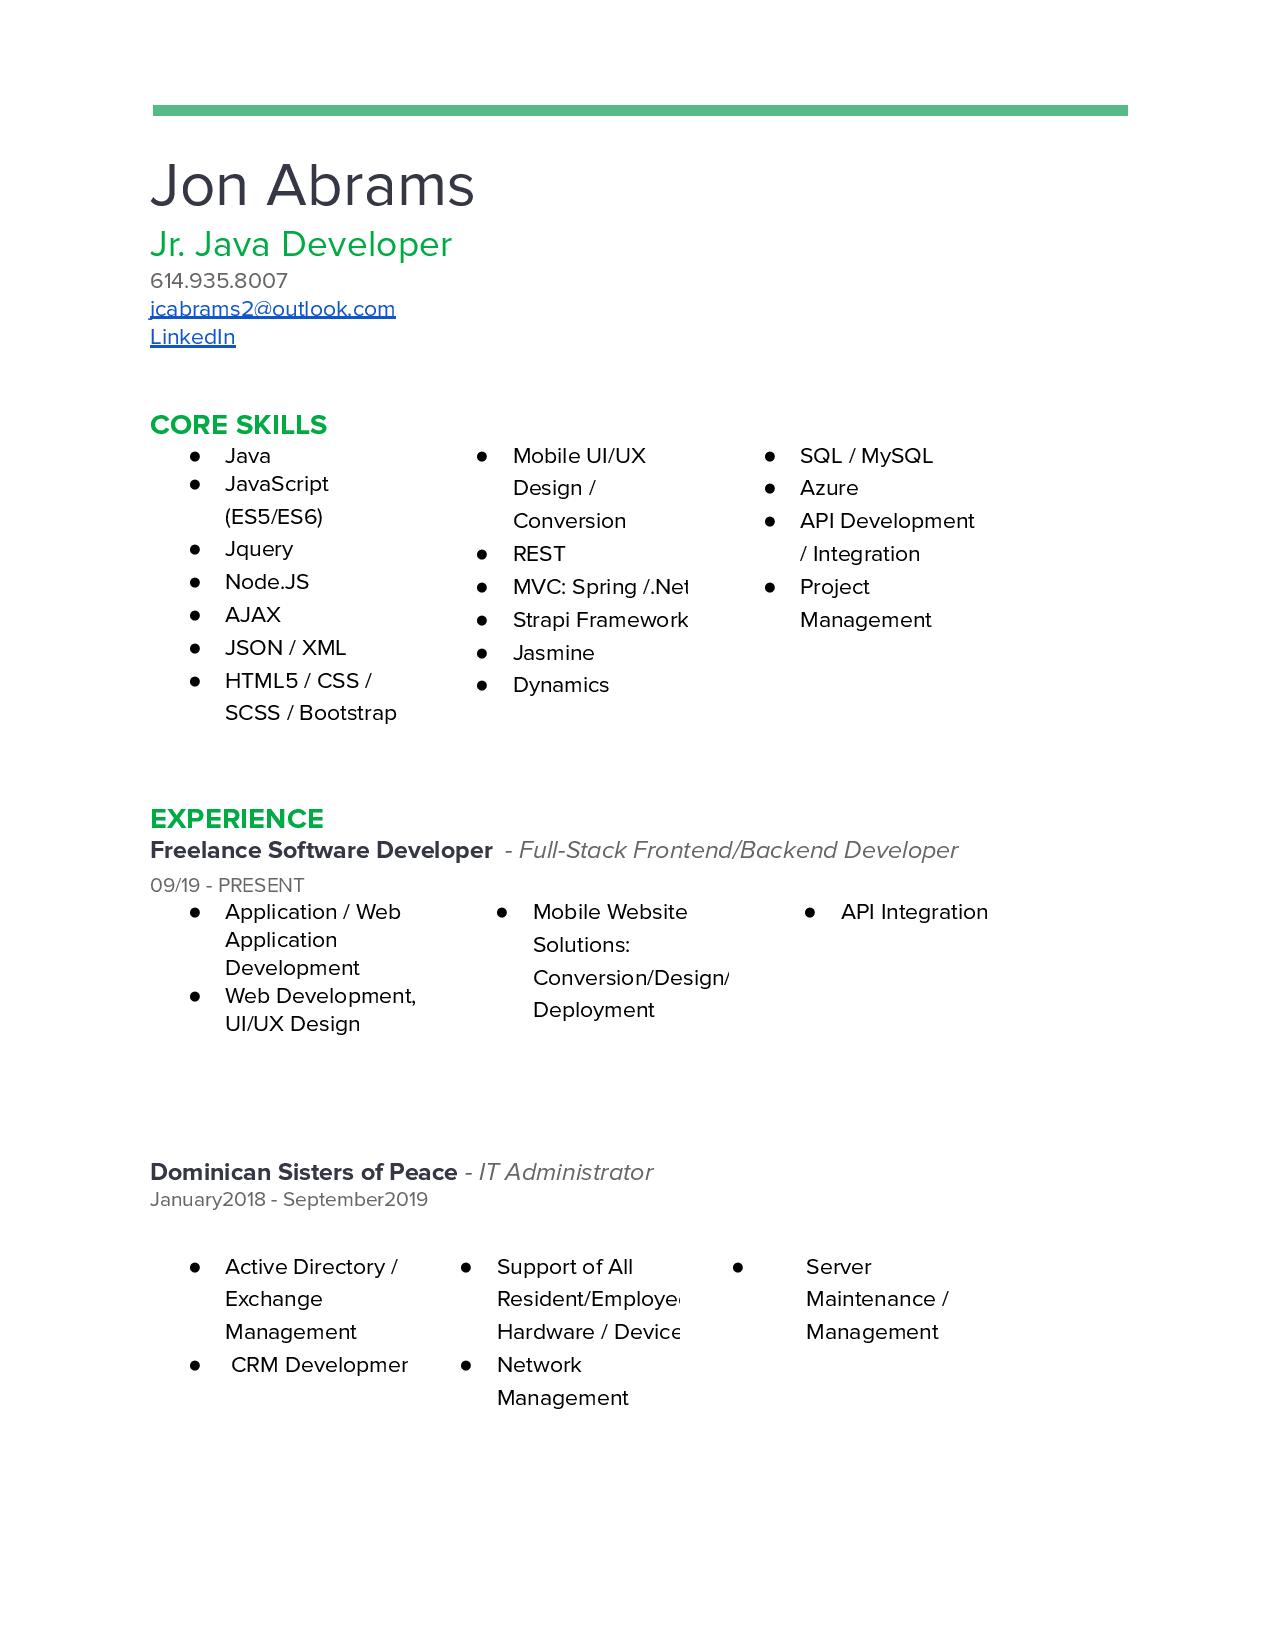 Jon Abrams
Jr. Java Developer
614.935.8007
jcabrams2@outlook.com
LinkedIn
CORE SKILLS
● Java
● JavaScript
(ES5/ES6)
● Jquery
● Node.JS
● AJAX
● JSON / XML
● HTML5 / CSS /
SCSS / Bootstrap
● Mobile UI/UX
Design /
Conversion
● REST
● MVC: Spring /.Net
● Strapi Framework
● Jasmine
● Dynamics
● SQL / MySQL
● Azure
● API Development
/ Integration
● Project
Management
EXPERIENCE
Freelance Software Developer - Full-Stack Frontend/Backend Developer
09/19 - PRESENT
● Application / Web
Application
Development
● Web Development,
UI/UX Design
● Mobile Website
Solutions:
Conversion/Design/
Deployment
● API Integration
Dominican Sisters of Peace - IT Administrator
January2018 - September2019
● Active Directory /
Exchange
Management
● CRM Developmen
● Support of All
Resident/Employee
Hardware / Device
● Network
Management
● Server
Maintenance /
Management